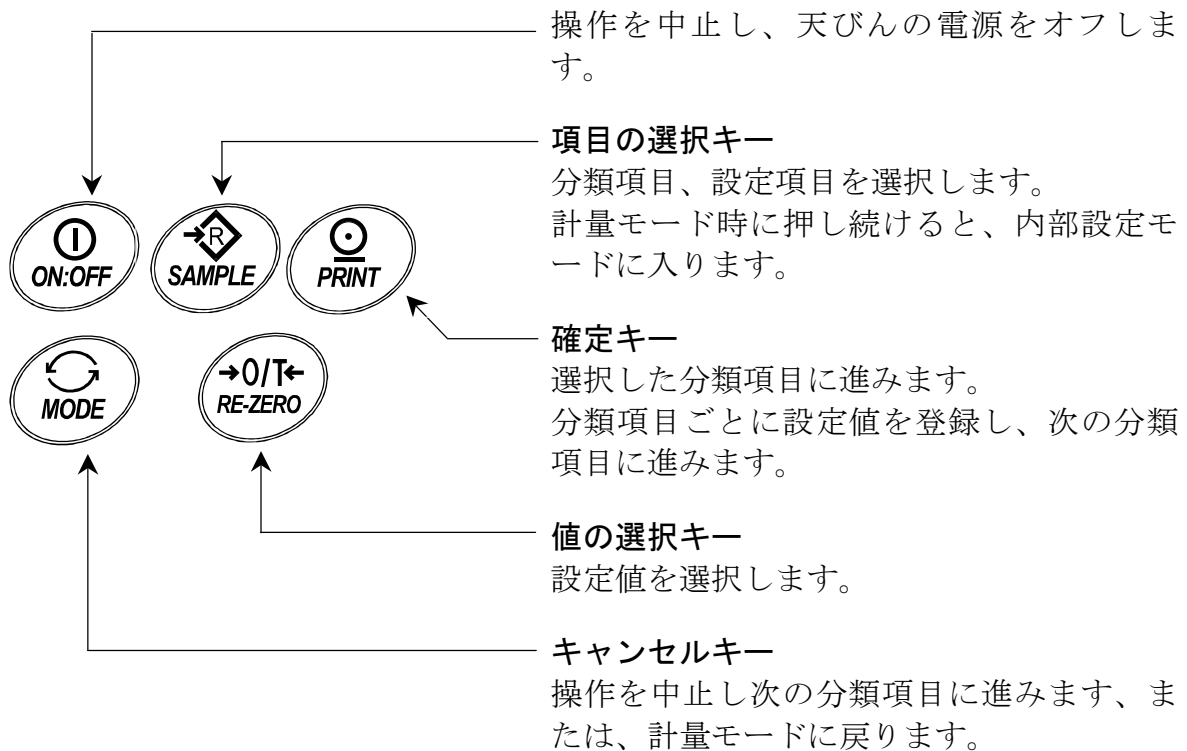 操作を中止し、天びんの電源をオフしま
す。
項目の選択キー
分類項目、設定項目を選択します。
計量モード時に押し続けると、内部設定モ
ードに入ります。
ON:OFF
R
SAMPLE
PRINT
確定キー
選択した分類項目に進みます。
分類項目ごとに設定値を登録し、次の分類
項目に進みます。
MODE
→0/T←
RE-ZERO
値の選択キー
設定値を選択します。
キャンセルキー
操作を中止し次の分類項目に進みます、ま
たは、計量モードに戻ります。